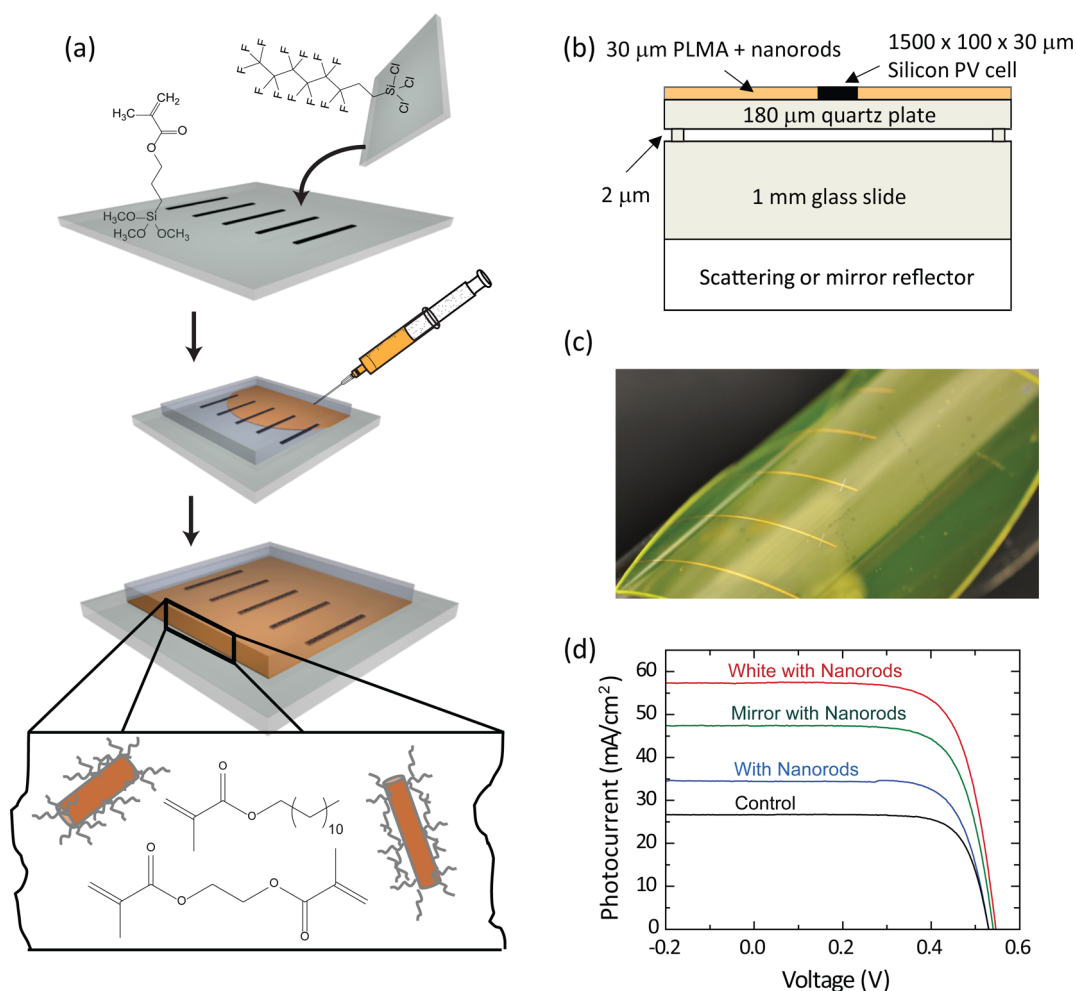 (a)
F F F F F F
F F F F F F F
Si Cl Cl Cl
CH₂
H₃C
O
O
H₃CO Si
H₃CO OCH₃
O
O
10
O
O
O
O
(b)
30 μm PLMA + nanorods
1500 x 100 x 30 μm
Silicon PV cell
180 μm quartz plate
2 μm
1 mm glass slide
Scattering or mirror reflector
(c)
(d)
Photocurrent (mA/cm²)
60
50
40
30
20
10
0
White with Nanorods
Mirror with Nanorods
With Nanorods
Control
-0.2 0.0 0.2 0.4 0.6
Voltage (V)